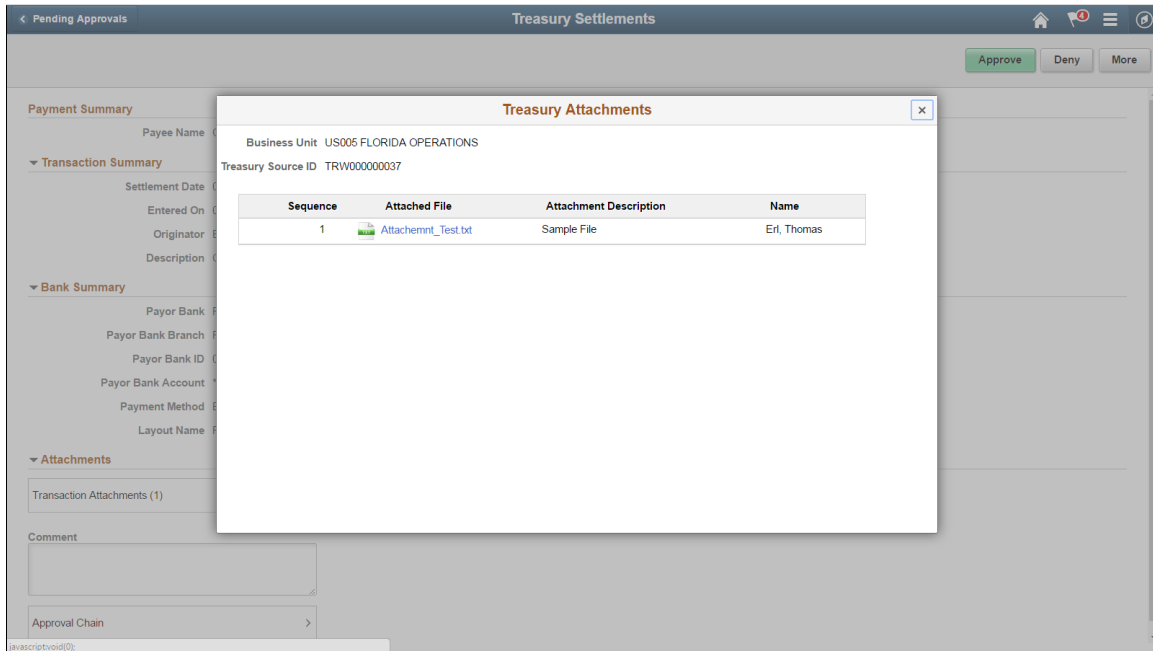 Pending Approvals
Treasury Settlements
4
Approve
Deny
More
Payment Summary
Payee Name
Transaction Summary
Settlement Date
Entered On
Originator
Description
Bank Summary
Payor Bank
Payor Bank Branch
Payor Bank ID
Payor Bank Account *
Payment Method
Layout Name
Attachments
Transaction Attachments (1)
Comment
Approval Chain
javascript:void(0);
Treasury Attachments
×
Business Unit US005 FLORIDA OPERATIONS
Treasury Source ID TRW000000037
Sequence Attached File Attachment Description Name
1 Attachemnt_Test.txt Sample File Erl, Thomas